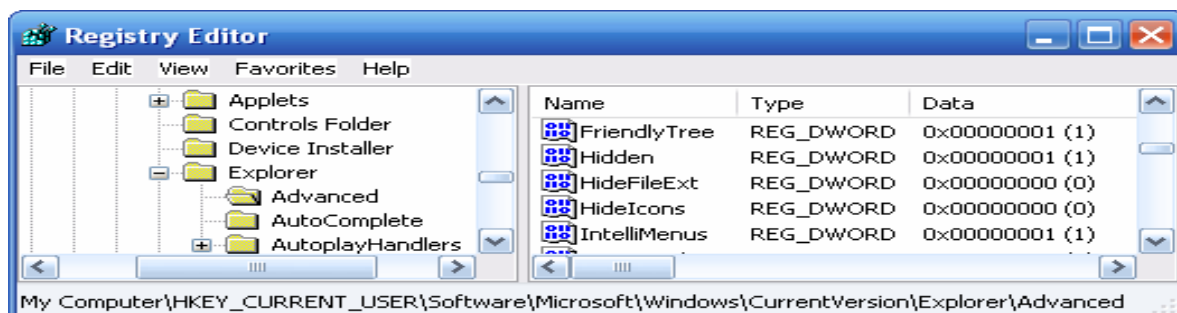 Registry Editor
File Edit View Favorites Help
Applets
Controls Folder
Device Installer
Explorer
Advanced
AutoComplete
AutoplayHandlers
Name Type Data
FriendlyTree REG_DWORD 0x00000001 (1)
Hidden REG_DWORD 0x00000001 (1)
HideFileExt REG_DWORD 0x00000000 (0)
HideIcons REG_DWORD 0x00000000 (0)
IntelliMenus REG_DWORD 0x00000001 (1)
My Computer\HKEY_CURRENT_USER\Software\Microsoft\Windows\CurrentVersion\Explorer\Advanced